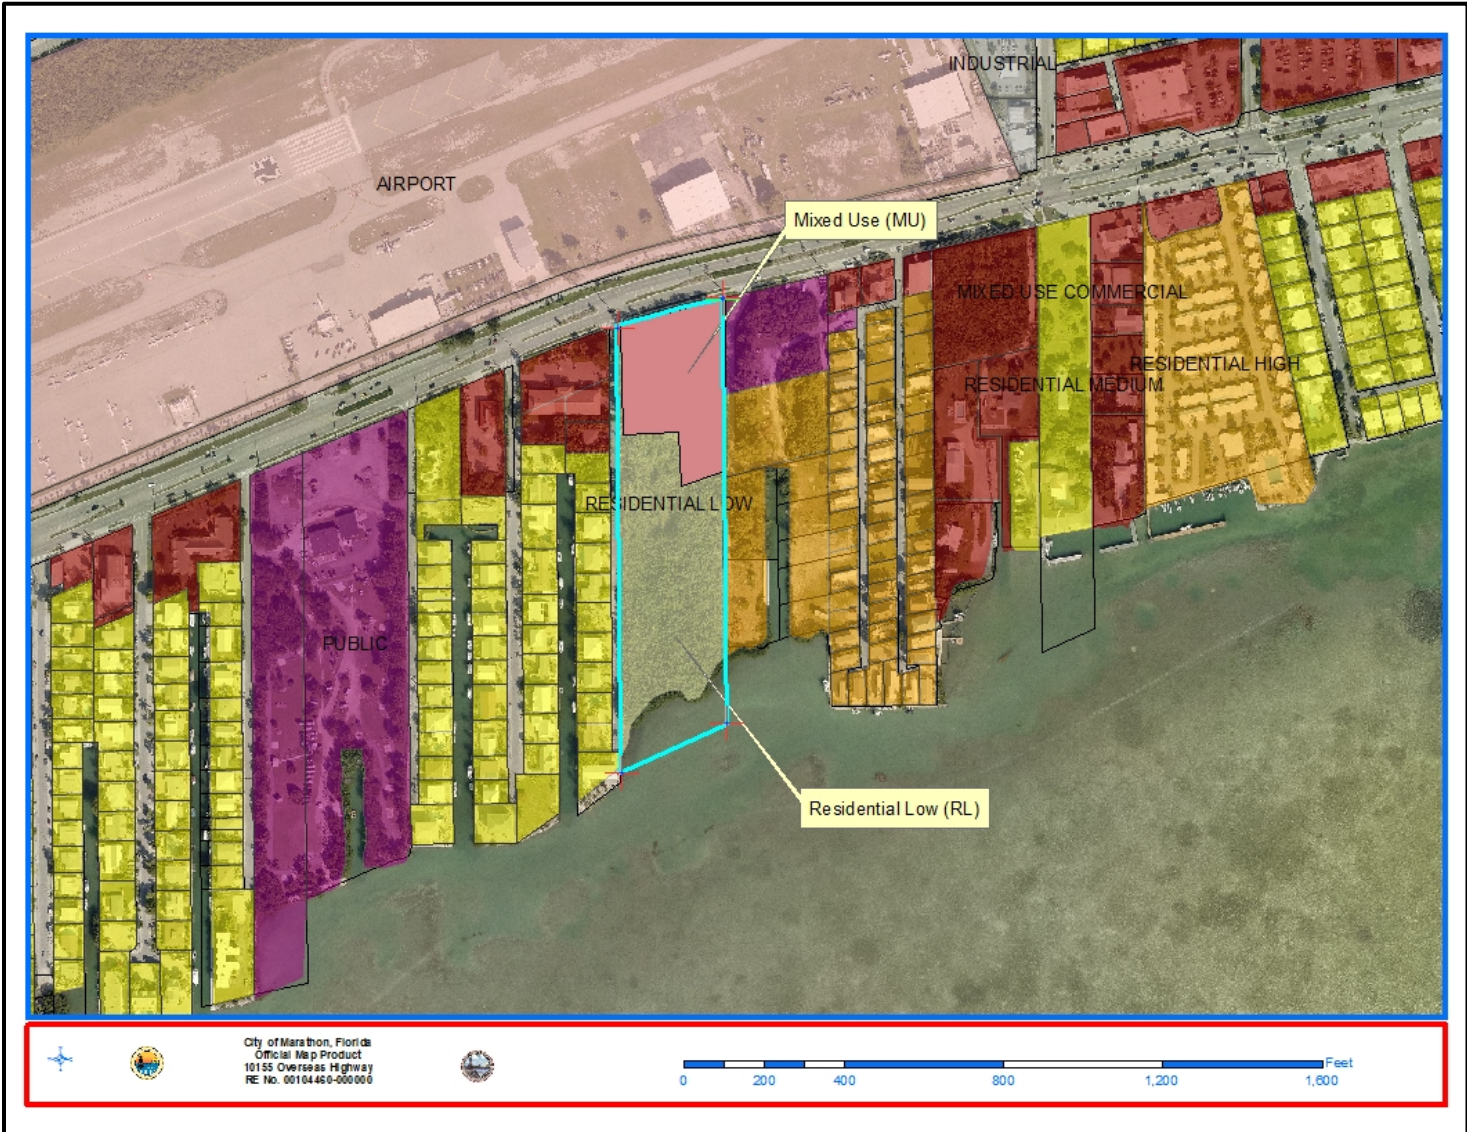 INDUSTRIAL
AIRPORT
Mixed Use (MU)
MIXED USE COMMERCIAL
RESIDENTIAL HIGH
RESIDENTIAL MEDIUM
RESIDENTIAL LOW
PUBLIC
Residential Low (RL)
City of Marathon, Florida
Official Map Product
10155 Overseas Highway
RE No. 00104460-000000
Feet
0 200 400 800 1,200 1,600